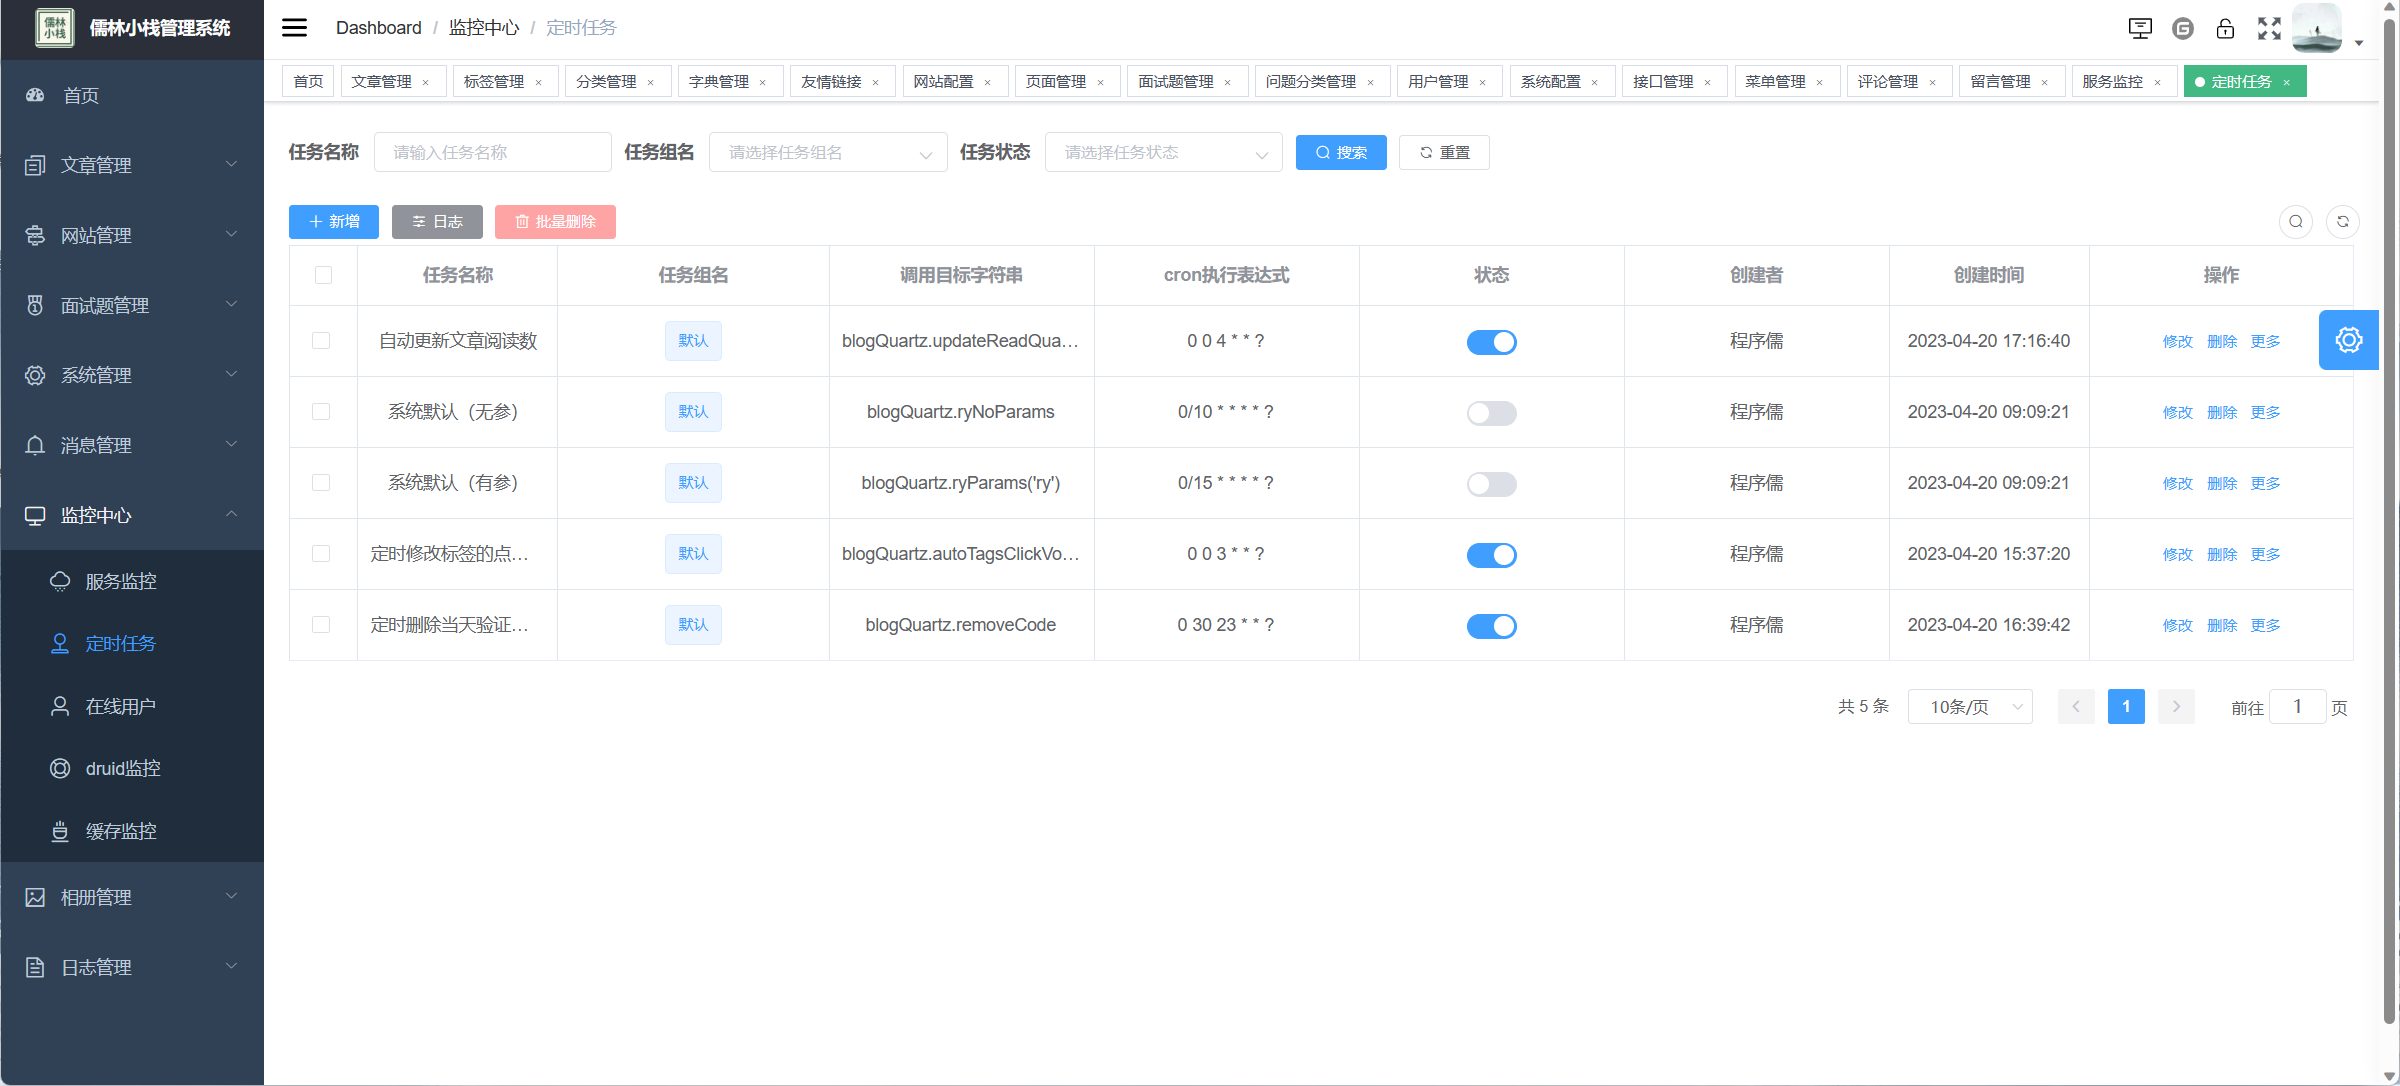 儒林小栈
儒林小栈管理系统
Dashboard / 监控中心 / 定时任务
首页 文章管理 × 标签管理 × 分类管理 × 字典管理 × 友情链接 × 网站配置 × 页面管理 × 面试题管理 × 问题分类管理 × 用户管理 × 系统配置 × 接口管理 × 菜单管理 × 评论管理 × 留言管理 × 服务监控 × 定时任务 ×
首页
文章管理
网站管理
面试题管理
系统管理
消息管理
监控中心
服务监控
定时任务
在线用户
druid监控
缓存监控
相册管理
日志管理
任务名称 请输入任务名称 任务组名 请选择任务组名 任务状态 请选择任务状态 搜索 重置
新增 日志 批量删除
任务名称 任务组名 调用目标字符串 cron执行表达式 状态 创建者 创建时间 操作
自动更新文章阅读数 默认 blogQuartz.updateReadQua... 0 0 4 * * ? 程序儒 2023-04-20 17:16:40 修改 删除 更多
系统默认（无参） 默认 blogQuartz.ryNoParams 0/10 * * * * ? 程序儒 2023-04-20 09:09:21 修改 删除 更多
系统默认（有参） 默认 blogQuartz.ryParams('ry') 0/15 * * * * ? 程序儒 2023-04-20 09:09:21 修改 删除 更多
定时修改标签的点... 默认 blogQuartz.autoTagsClickVo... 0 0 3 * * ? 程序儒 2023-04-20 15:37:20 修改 删除 更多
定时删除当天验证... 默认 blogQuartz.removeCode 0 30 23 * * ? 程序儒 2023-04-20 16:39:42 修改 删除 更多
共 5 条 10条/页 1 前往 1 页